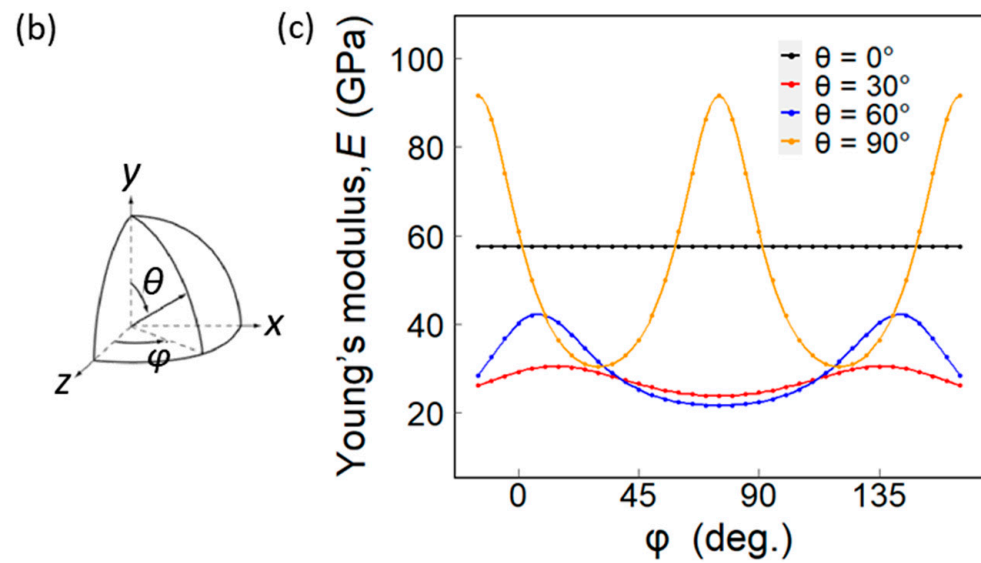 (b)
y
θ
x
φ
z
(c)
Young's modulus, E (GPa)
100
80
60
40
20
0
45
90
135
φ (deg.)
θ = 0°
θ = 30°
θ = 60°
θ = 90°